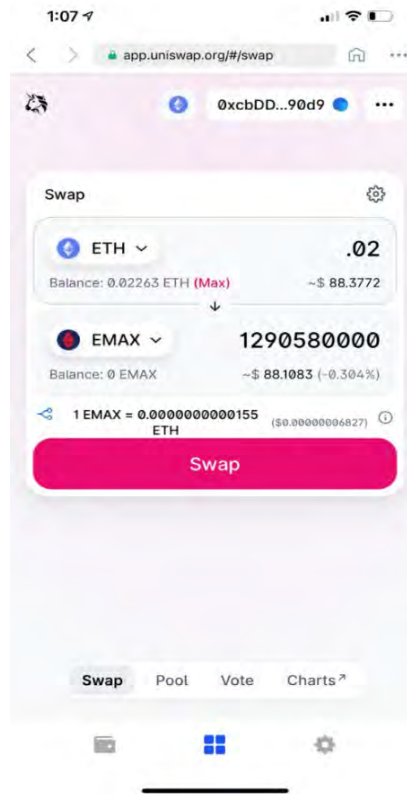 1:07
app.uniswap.org/#/swap
0xcbDD...90d9
Swap
ETH
.02
Balance: 0.02263 ETH (Max)
~$ 88.3772
EMAX
1290580000
Balance: 0 EMAX
~$ 88.1083 (-0.304%)
1 EMAX = 0.0000000000155
ETH
($0.00000006827)
Swap
Swap Pool Vote Charts↗